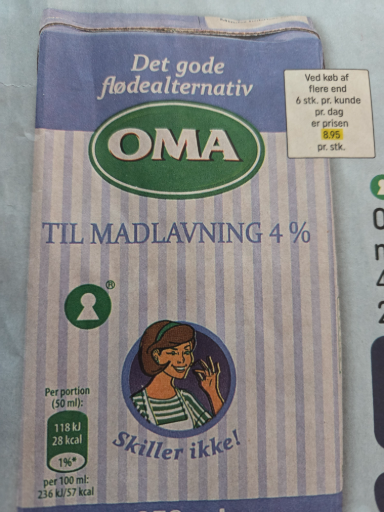 Det gode
flødealternativ
OMA
TIL MADLAVNING 4 %
®
Skiller ikke!
Per portion
(50 ml):
118 kJ
28 kcal
1%*
per 100 ml:
236 kJ/57 kcal
Ved køb af
flere end
6 stk. pr. kunde
pr. dag
er prisen
8.95
pr. stk.